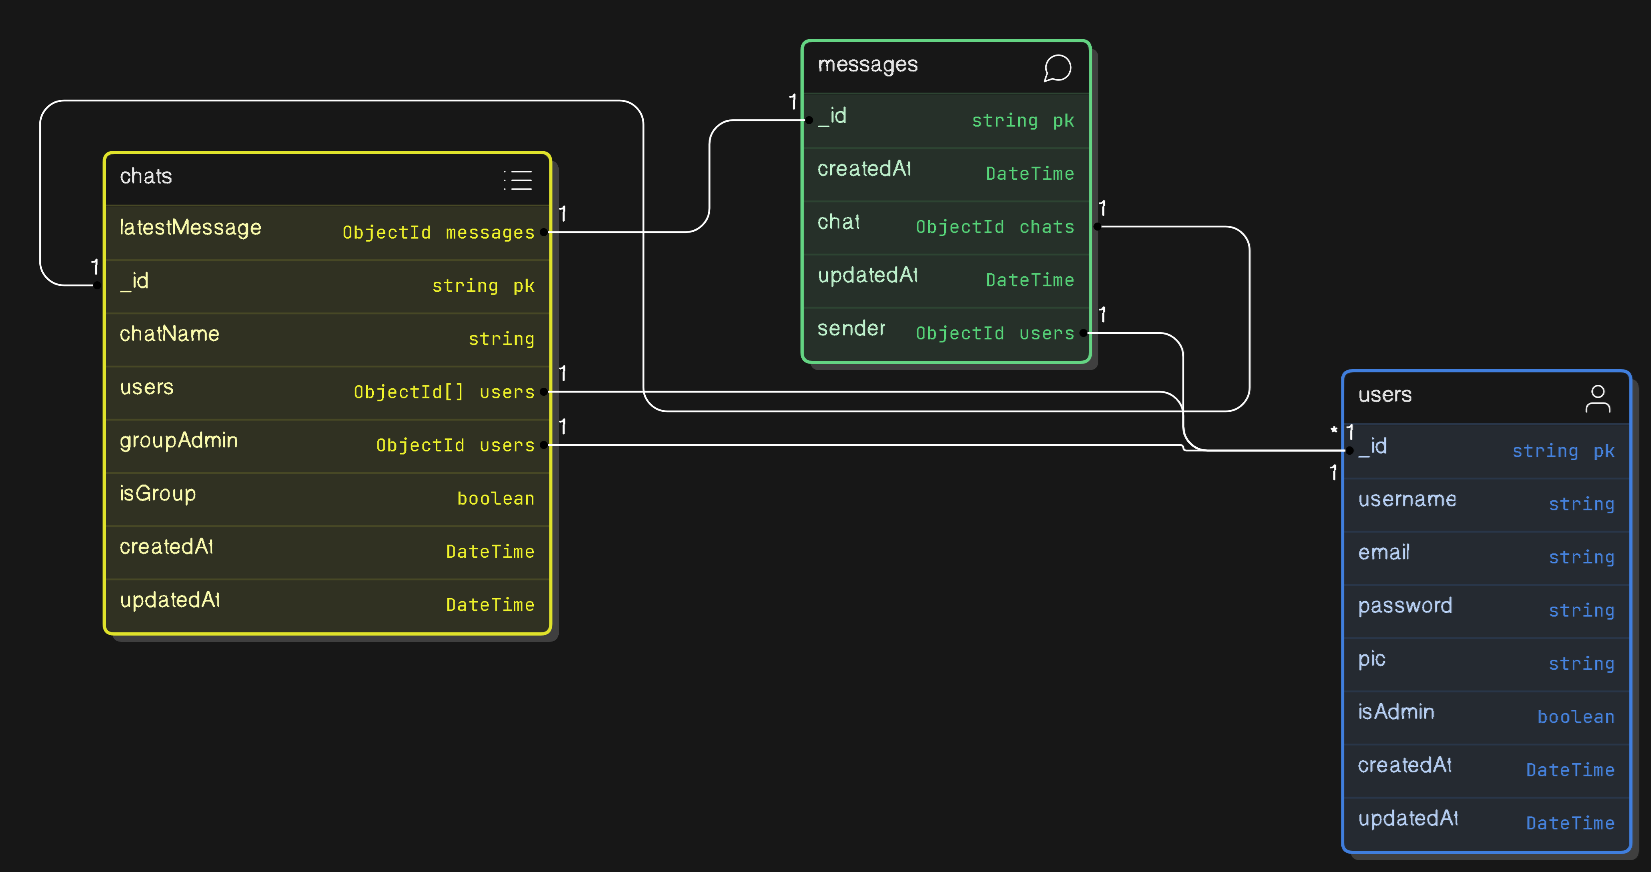 messages
1
_id string pk
createdAt DateTime
1
chat ObjectId chats
updatedAt DateTime
1
sender ObjectId users
chats
1
latestMessage ObjectId messages
1
_id string pk
chatName string
1
users ObjectId[] users
1
groupAdmin ObjectId users
isGroup boolean
createdAt DateTime
updatedAt DateTime
users
* 1
_id string pk
1
username string
email string
password string
pic string
isAdmin boolean
createdAt DateTime
updatedAt DateTime